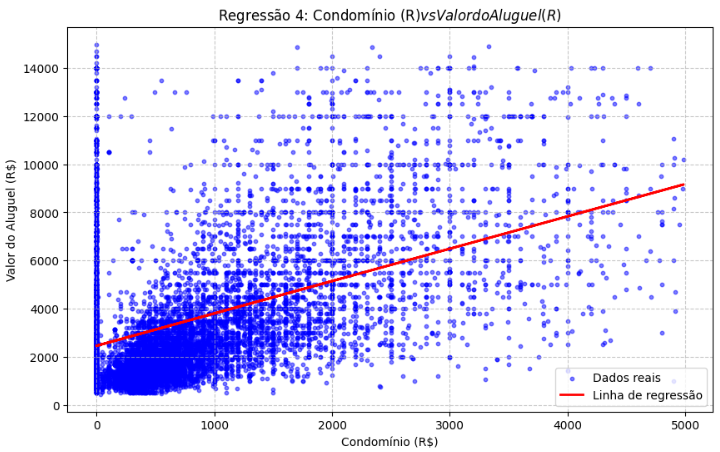 Regressão 4: Condomínio (R)vsValordoAluguel(R)
Valor do Aluguel (R$)
14000
12000
10000
8000
6000
4000
2000
0
Dados reais
Linha de regressão
0 1000 2000 3000 4000 5000
Condomínio (R$)